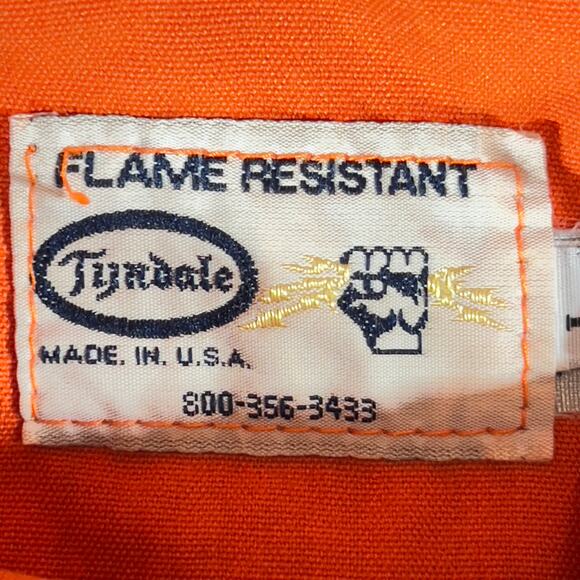 FLAME RESISTANT
Tyndale
MADE. IN. U.S.A.
800-356-3433